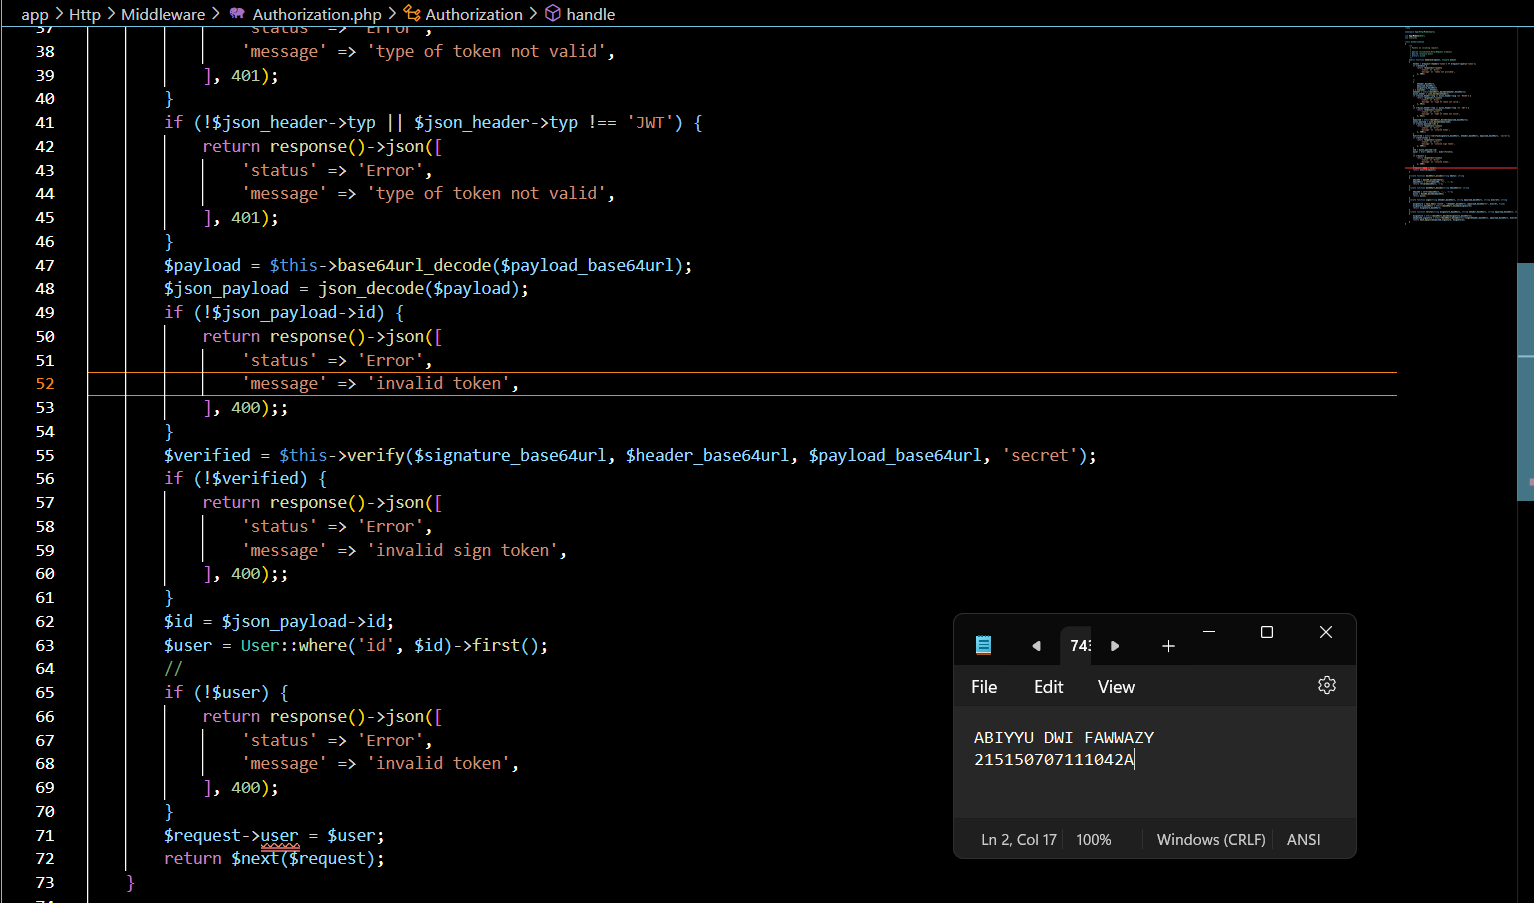 app > Http > Middleware > Authorization.php > Authorization > handle
37 'status' => 'Error',
38 'message' => 'type of token not valid',
39 ], 401);
40 }
41 if (!$json_header->typ || $json_header->typ !== 'JWT') {
42 return response()->json([
43 'status' => 'Error',
44 'message' => 'type of token not valid',
45 ], 401);
46 }
47 $payload = $this->base64url_decode($payload_base64url);
48 $json_payload = json_decode($payload);
49 if (!$json_payload->id) {
50 return response()->json([
51 'status' => 'Error',
52 'message' => 'invalid token',
53 ], 400);;
54 }
55 $verified = $this->verify($signature_base64url, $header_base64url, $payload_base64url, 'secret');
56 if (!$verified) {
57 return response()->json([
58 'status' => 'Error',
59 'message' => 'invalid sign token',
60 ], 400);;
61 }
62 $id = $json_payload->id;
63 $user = User::where('id', $id)->first();
64 //
65 if (!$user) {
66 return response()->json([
67 'status' => 'Error',
68 'message' => 'invalid token',
69 ], 400);
70 }
71 $request->user = $user;
72 return $next($request);
73 }
743
File Edit View
ABIYYU DWI FAWWAZY
215150707111042A
Ln 2, Col 17 100% Windows (CRLF) ANSI